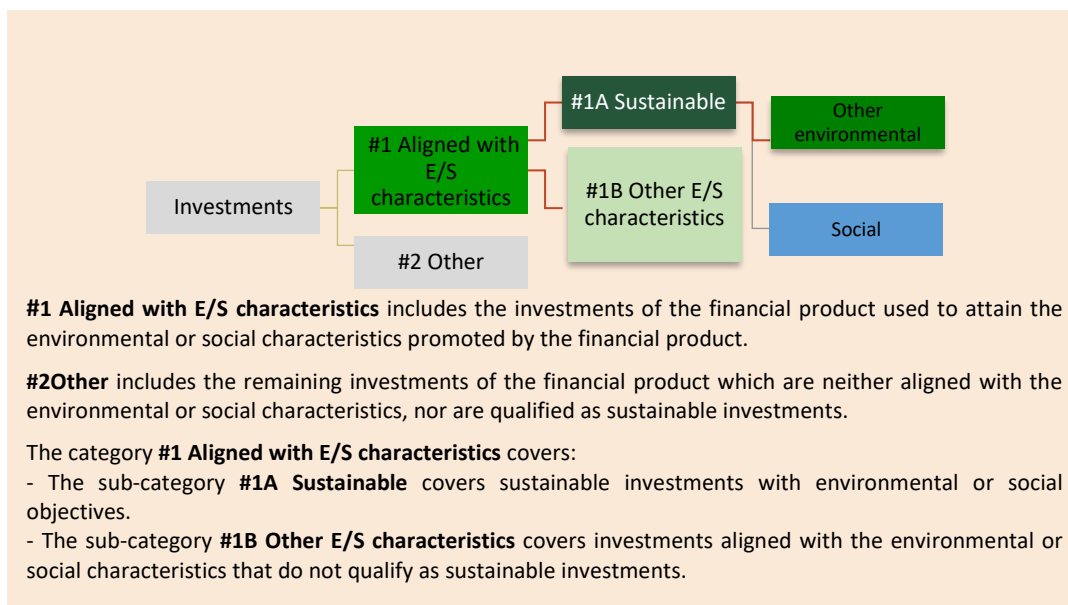 #1A Sustainable
Other
environmental
#1 Aligned with
E/S
characteristics
#1B Other E/S
characteristics
Investments
Social
#2 Other
#1 Aligned with E/S characteristics includes the investments of the financial product used to attain the
environmental or social characteristics promoted by the financial product.
#2Other includes the remaining investments of the financial product which are neither aligned with the
environmental or social characteristics, nor are qualified as sustainable investments.
The category #1 Aligned with E/S characteristics covers:
- The sub-category #1A Sustainable covers sustainable investments with environmental or social
objectives.
- The sub-category #1B Other E/S characteristics covers investments aligned with the environmental or
social characteristics that do not qualify as sustainable investments.